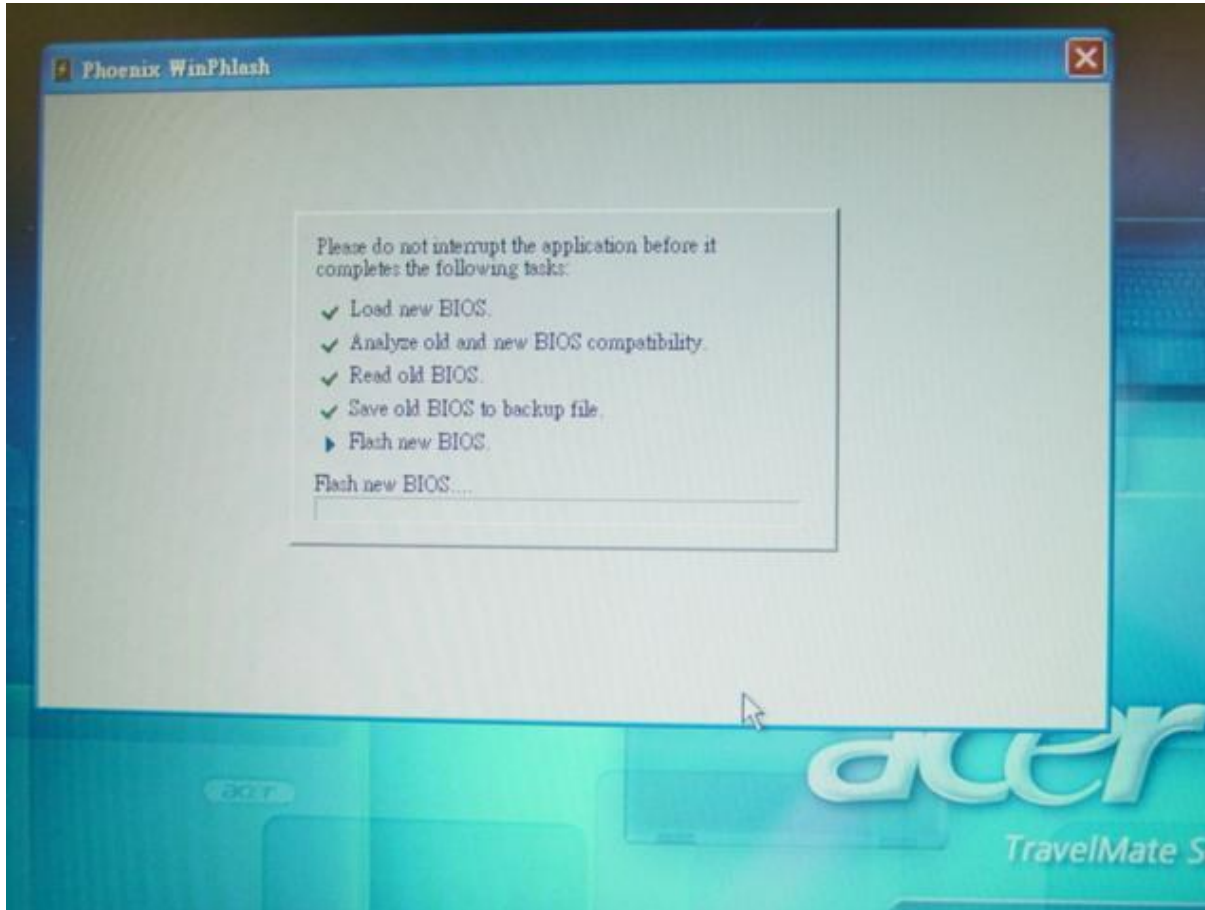 Phoenix WinPhlash
Please do not interrupt the application before it
completes the following tasks:
Load new BIOS.
Analyze old and new BIOS compatibility.
Read old BIOS.
Save old BIOS to backup file.
Flash new BIOS.
Flash new BIOS....
acer
acer
TravelMate S